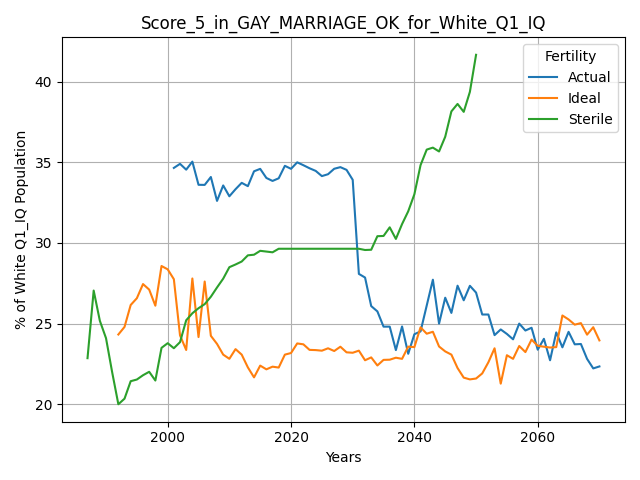 Score_5_in_GAY_MARRIAGE_OK_for_White_Q1_IQ
Fertility
Actual
Ideal
Sterile
% of White Q1_IQ Population
40
35
30
25
20
2000
2020
2040
2060
Years